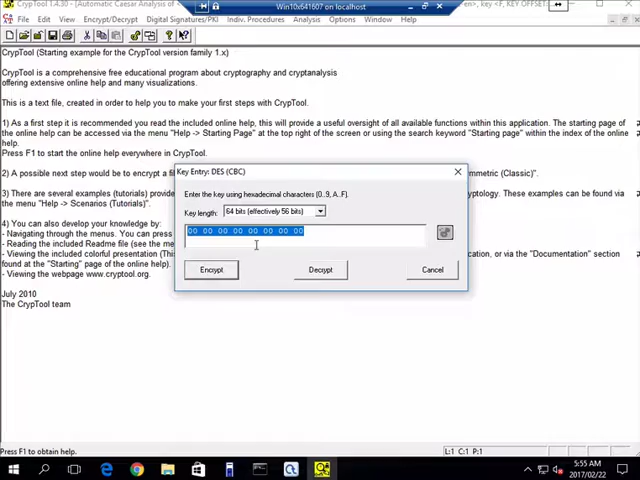 CrypTool 1.4.30 - [Automatic Caesar Analysis of <
en>, key <F, KEY OFFSET:
Win10x641607 on localhost
File Edit View Encrypt/Decrypt Digital Signatures/PKI Indiv. Procedures Analysis Options Window Help
CrypTool (Starting example for the CrypTool version family 1.x)
CrypTool is a comprehensive free educational program about cryptography and cryptanalysis
offering extensive online help and many visualizations.
This is a text file, created in order to help you to make your first steps with CrypTool.
1) As a first step it is recommended you read the included online help, this will provide a useful oversight of all available functions within this application. The starting page of
the online help can be accessed via the menu "Help -> Starting Page" at the top right of the screen or using the search keyword "Starting page" within the index of the online
help.
Press F1 to start the online help everywhere in CrypTool.
2) A possible next step would be to encrypt a f
mmetric (Classic)".
3) There are several examples (tutorials) provide
ptology. These examples can be found via
the menu "Help -> Scenarios (Tutorials)"
4) You can also develop your knowledge by:
- Navigating through the menus. You can press
n.
- Reading the included Readme file (see the me
- Viewing the included colorful presentation (Th
on, or via the "Documentation" section
found at the "Starting" page of the online help).
- Viewing the webpage www.cryptool.org.
July 2010
The CrypTool team
Key Entry: DES (CBC)
Enter the key using hexadecimal characters (0..9, A..F).
Key length: 64 bits (effectively 56 bits)
00 00 00 00 00 00 00 00
Encrypt
Decrypt
Cancel
Press F1 to obtain help.
L:1 C:1 P:1
5:55 AM
2017/02/22